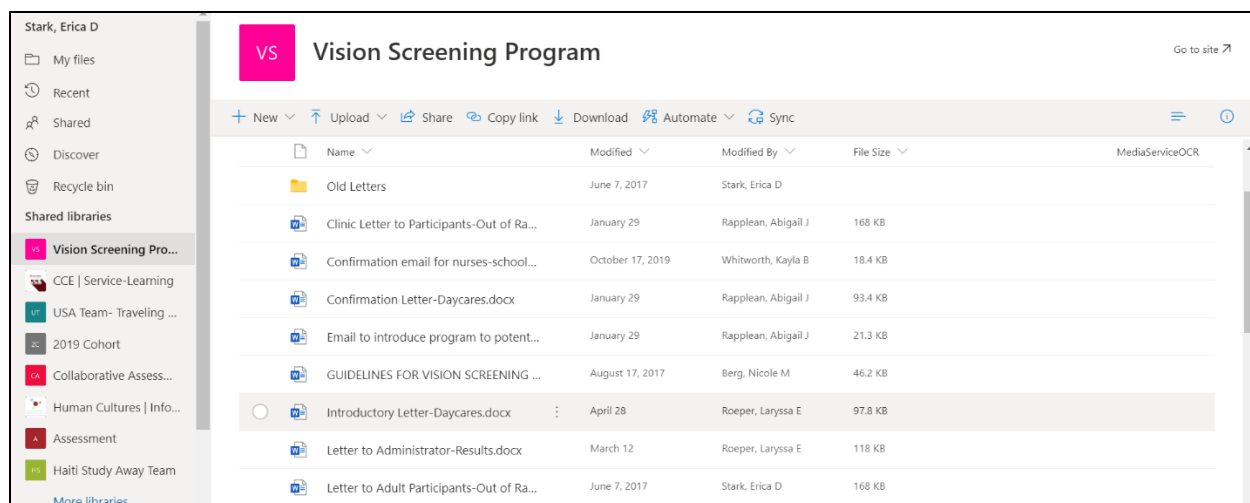 Stark, Erica D
My files
Recent
Shared
Discover
Recycle bin
Shared libraries
VS Vision Screening Pro...
CCE | Service-Learning
UT USA Team- Traveling ...
2C 2019 Cohort
CA Collaborative Assess...
Human Cultures | Info...
A Assessment
HS Haiti Study Away Team
More libraries
VS Vision Screening Program
Go to site
New Upload Share Copy link Download Automate Sync
Name Modified Modified By File Size MediaServiceOCR
Old Letters June 7, 2017 Stark, Erica D
Clinic Letter to Participants-Out of Ra... January 29 Rapplean, Abigail J 168 KB
Confirmation email for nurses-school... October 17, 2019 Whitworth, Kayla B 18.4 KB
Confirmation Letter-Daycares.docx January 29 Rapplean, Abigail J 93.4 KB
Email to introduce program to potent... January 29 Rapplean, Abigail J 21.3 KB
GUIDELINES FOR VISION SCREENING ... August 17, 2017 Berg, Nicole M 46.2 KB
Introductory Letter-Daycares.docx April 28 Roeper, Laryssa E 97.8 KB
Letter to Administrator-Results.docx March 12 Roeper, Laryssa E 118 KB
Letter to Adult Participants-Out of Ra... June 7, 2017 Stark, Erica D 168 KB